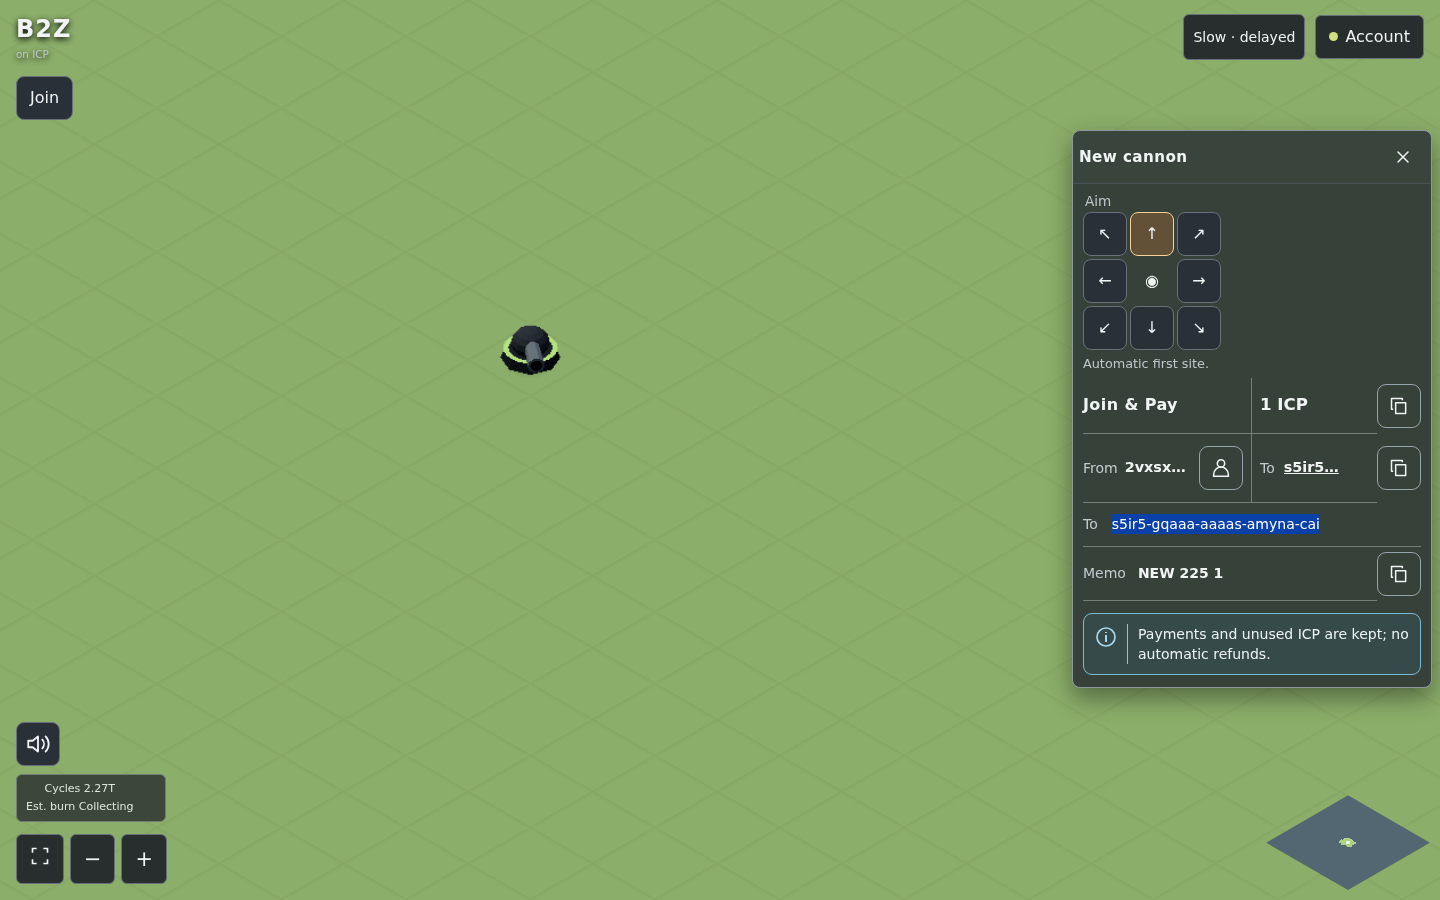 B2Z
on ICP
Join
Slow · delayed
Account
New cannon
Aim
↖ ↑ ↗
← ◉ →
↙ ↓ ↘
Automatic first site.
Join & Pay 1 ICP
From 2vxsx… To s5ir5…
To s5ir5-gqaaa-aaaas-amyna-cai
Memo NEW 225 1
Payments and unused ICP are kept; no
automatic refunds.
Cycles 2.27T
Est. burn Collecting
− +